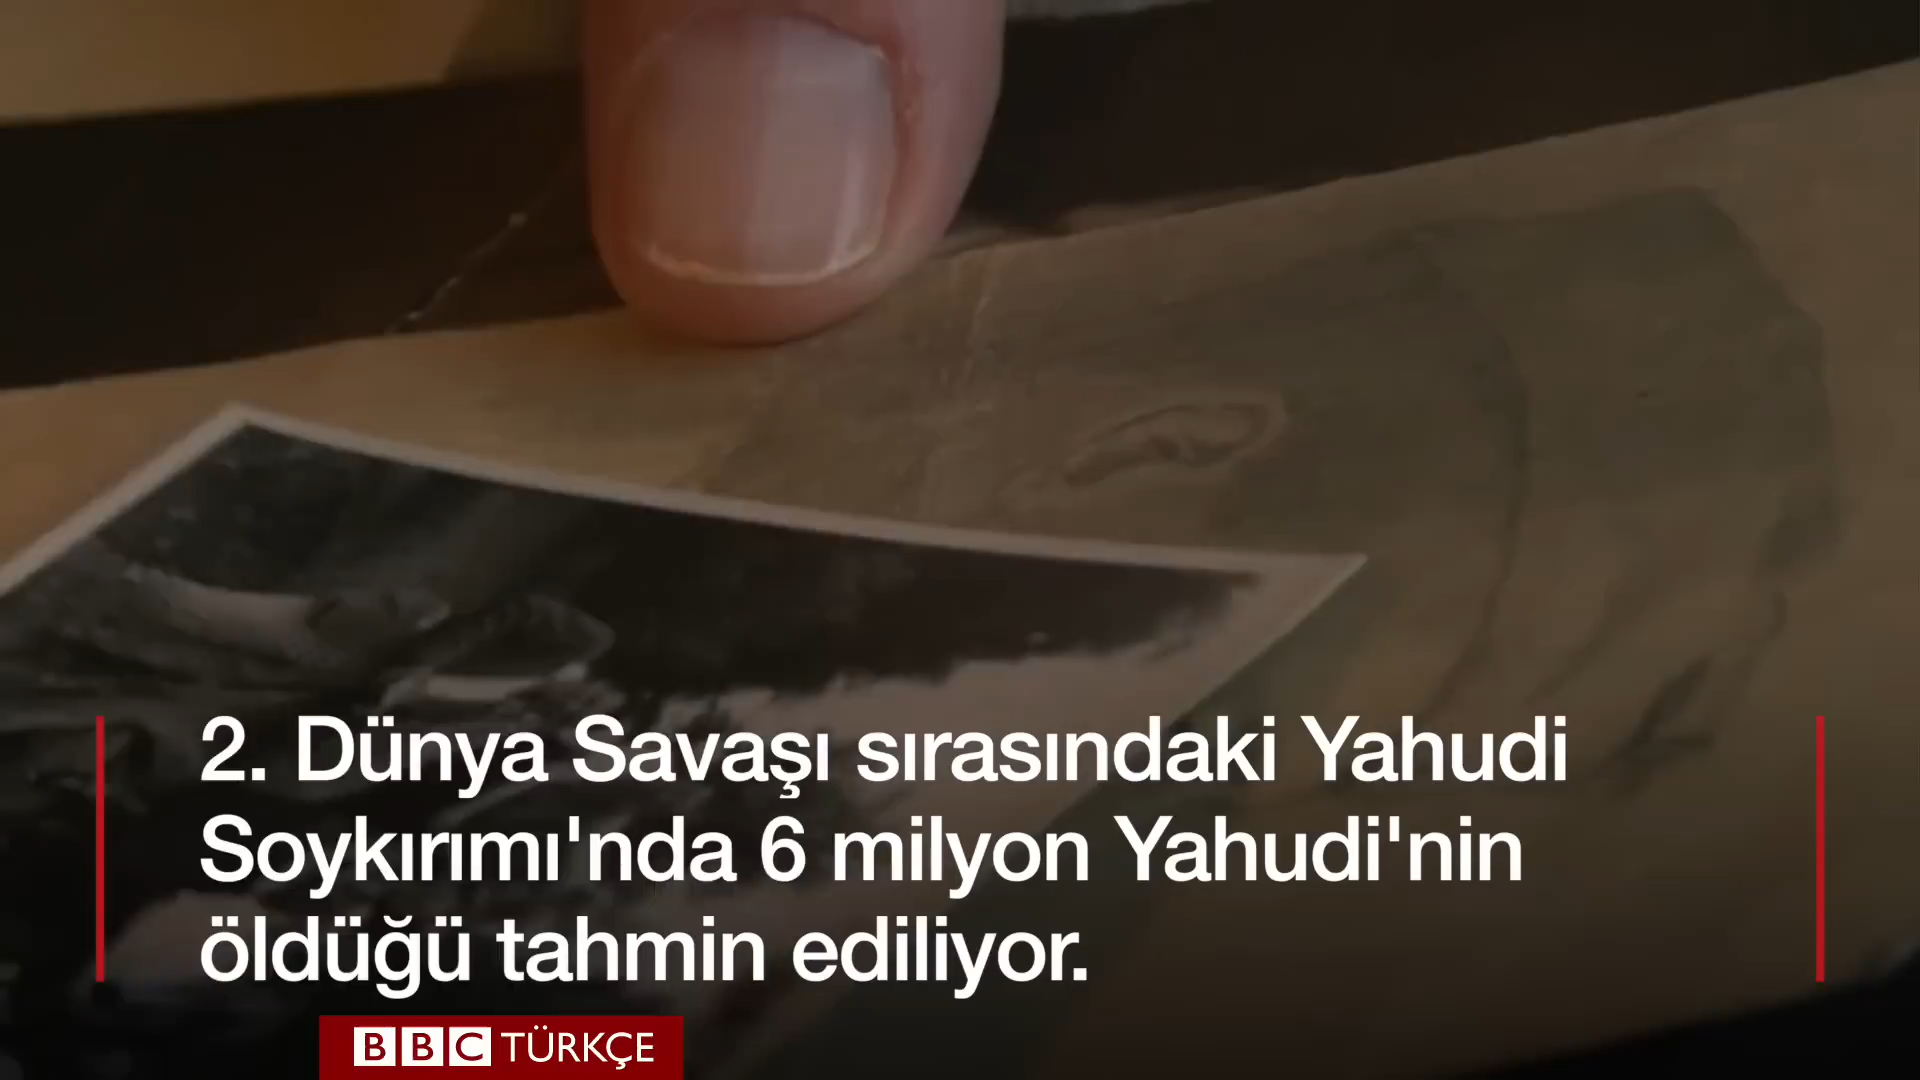 2. Dünya Savaşı sırasındaki Yahudi
Soykırımı'nda 6 milyon Yahudi'nin
öldüğü tahmin ediliyor.
BBC TÜRKÇE